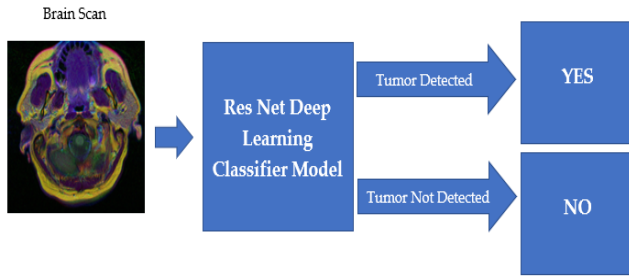 Brain Scan
Res Net Deep
Learning
Classifier Model
Tumor Detected
YES
Tumor Not Detected
NO